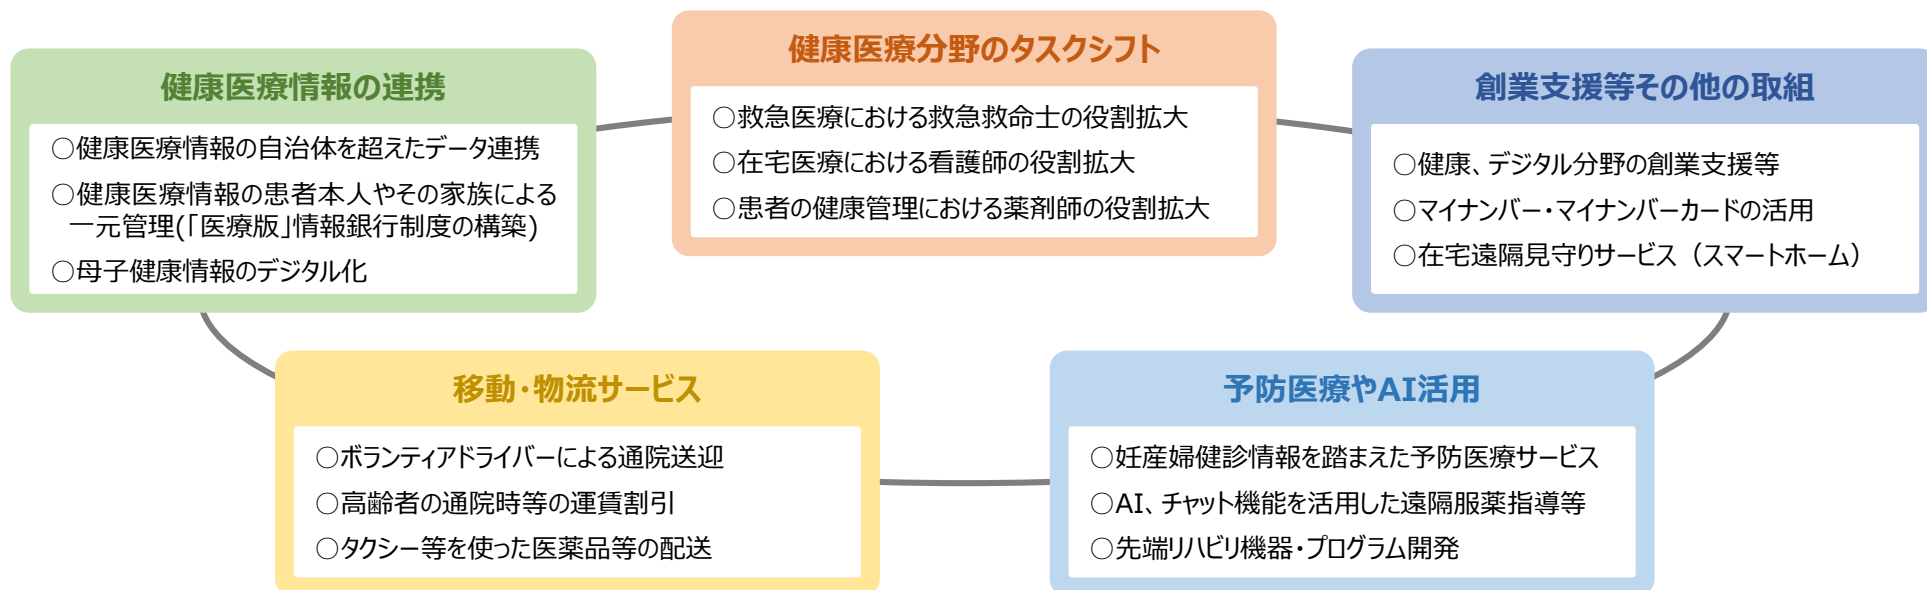 健康医療分野のタスクシフト
○救急医療における救急救命士の役割拡大
○在宅医療における看護師の役割拡大
○患者の健康管理における薬剤師の役割拡大
健康医療情報の連携
○健康医療情報の自治体を超えたデータ連携
○健康医療情報の患者本人やその家族による
一元管理(「医療版」情報銀行制度の構築)
○母子健康情報のデジタル化
創業支援等その他の取組
○健康、デジタル分野の創業支援等
○マイナンバー・マイナンバーカードの活用
○在宅遠隔見守りサービス（スマートホーム）
移動・物流サービス
○ボランティアドライバーによる通院送迎
○高齢者の通院時等の運賃割引
○タクシー等を使った医薬品等の配送
予防医療やAI活用
○妊産婦健診情報を踏まえた予防医療サービス
○AI、チャット機能を活用した遠隔服薬指導等
○先端リハビリ機器・プログラム開発